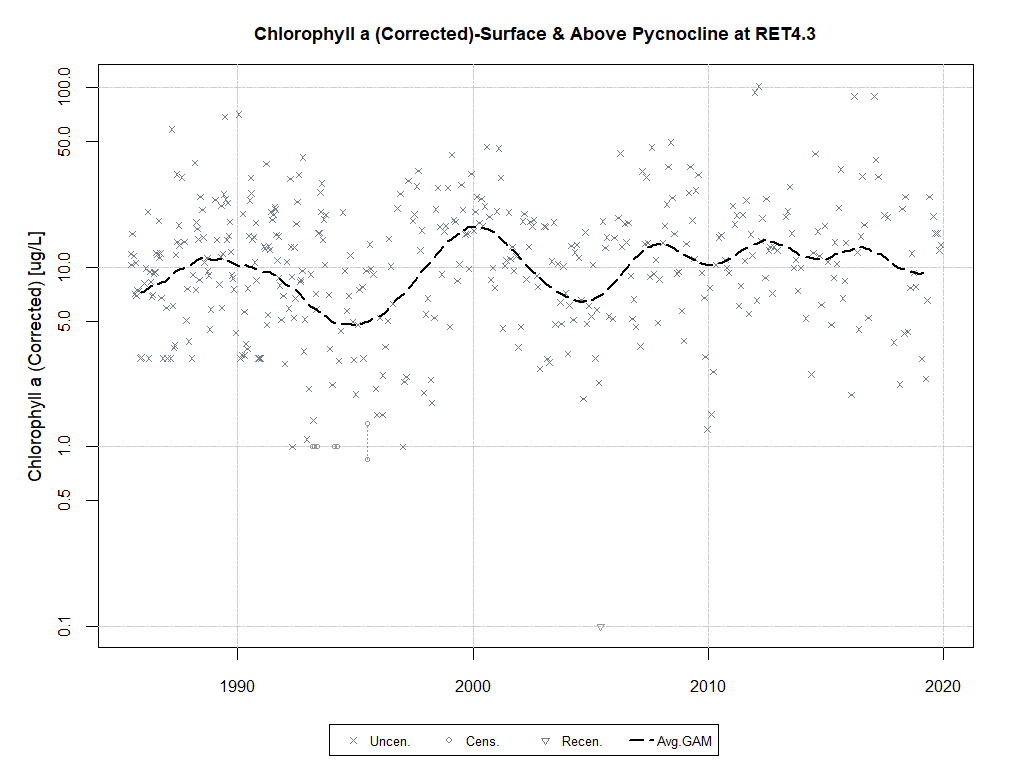 Chlorophyll a (Corrected)-Surface & Above Pycnocline at RET4.3
Chlorophyll a (Corrected) [ug/L]
100.0
50.0
10.0
5.0
1.0
0.5
0.1
1990 2000 2010 2020
Uncen. Cens. Recen. Avg.GAM